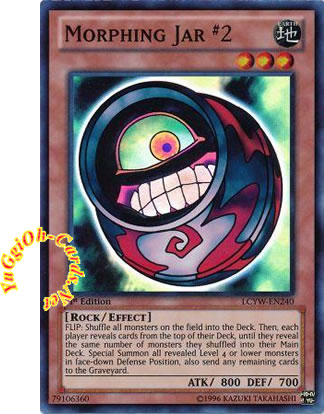 MORPHING JAR #2
EARTH
地
YuGgiOh-Cards.Net
1st Edition
LCYW-EN240
[ROCK/EFFECT]
FLIP: Shuffle all monsters on the field into the Deck. Then, each
player reveals cards from the top of their Deck, until they reveal
the same number of monsters they shuffled into their Main
Deck. Special Summon all revealed Level 4 or lower monsters
in face-down Defense Position, also send any remaining cards
to the Graveyard.
ATK/ 800 DEF/ 700
79106360
©1996 KAZUKI TAKAHASHI